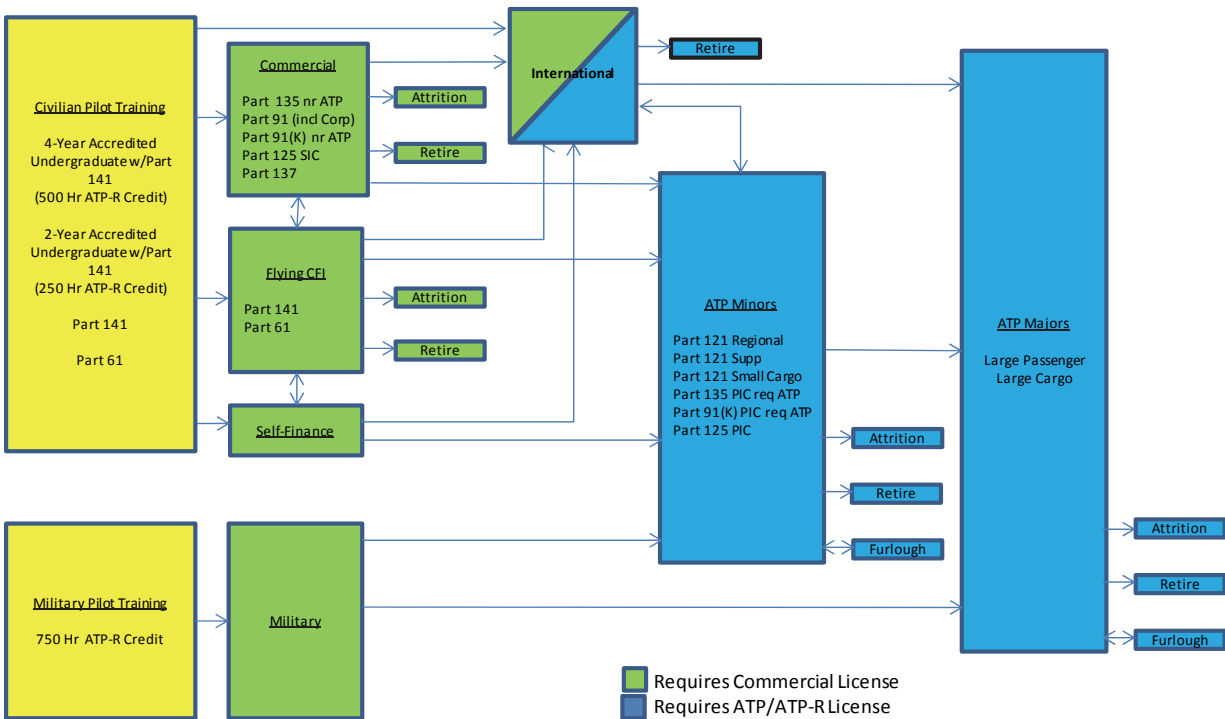 Civilian Pilot Training
4-Year Accredited
Undergraduate w/Part
141
(500 Hr ATP-R Credit)
2-Year Accredited
Undergraduate w/Part
141
(250 Hr ATP-R Credit)
Part 141
Part 61
Commercial
Part 135 nr ATP
Part 91 (incl Corp)
Part 91(K) nr ATP
Part 125 SIC
Part 137
Attrition
Retire
Flying CFI
Part 141
Part 61
Attrition
Retire
Self-Finance
International
Retire
ATP Minors
Part 121 Regional
Part 121 Supp
Part 121 Small Cargo
Part 135 PIC req ATP
Part 91(K) PIC req ATP
Part 125 PIC
Attrition
Retire
Furlough
ATP Majors
Large Passenger
Large Cargo
Attrition
Retire
Furlough
Military Pilot Training
750 Hr ATP-R Credit
Military
Requires Commercial License
Requires ATP/ATP-R License